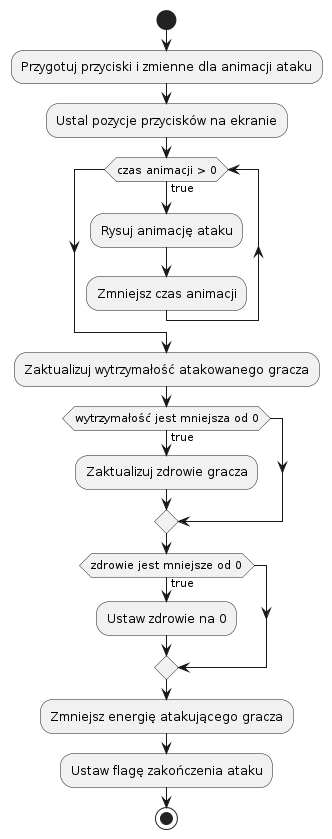 Przygotuj przyciski i zmienne dla animacji ataku
Ustal pozycje przycisków na ekranie
czas animacji > 0
true
Rysuj animację ataku
Zmniejsz czas animacji
Zaktualizuj wytrzymałość atakowanego gracza
wytrzymałość jest mniejsza od 0
true
Zaktualizuj zdrowie gracza
zdrowie jest mniejsze od 0
true
Ustaw zdrowie na 0
Zmniejsz energię atakującego gracza
Ustaw flagę zakończenia ataku